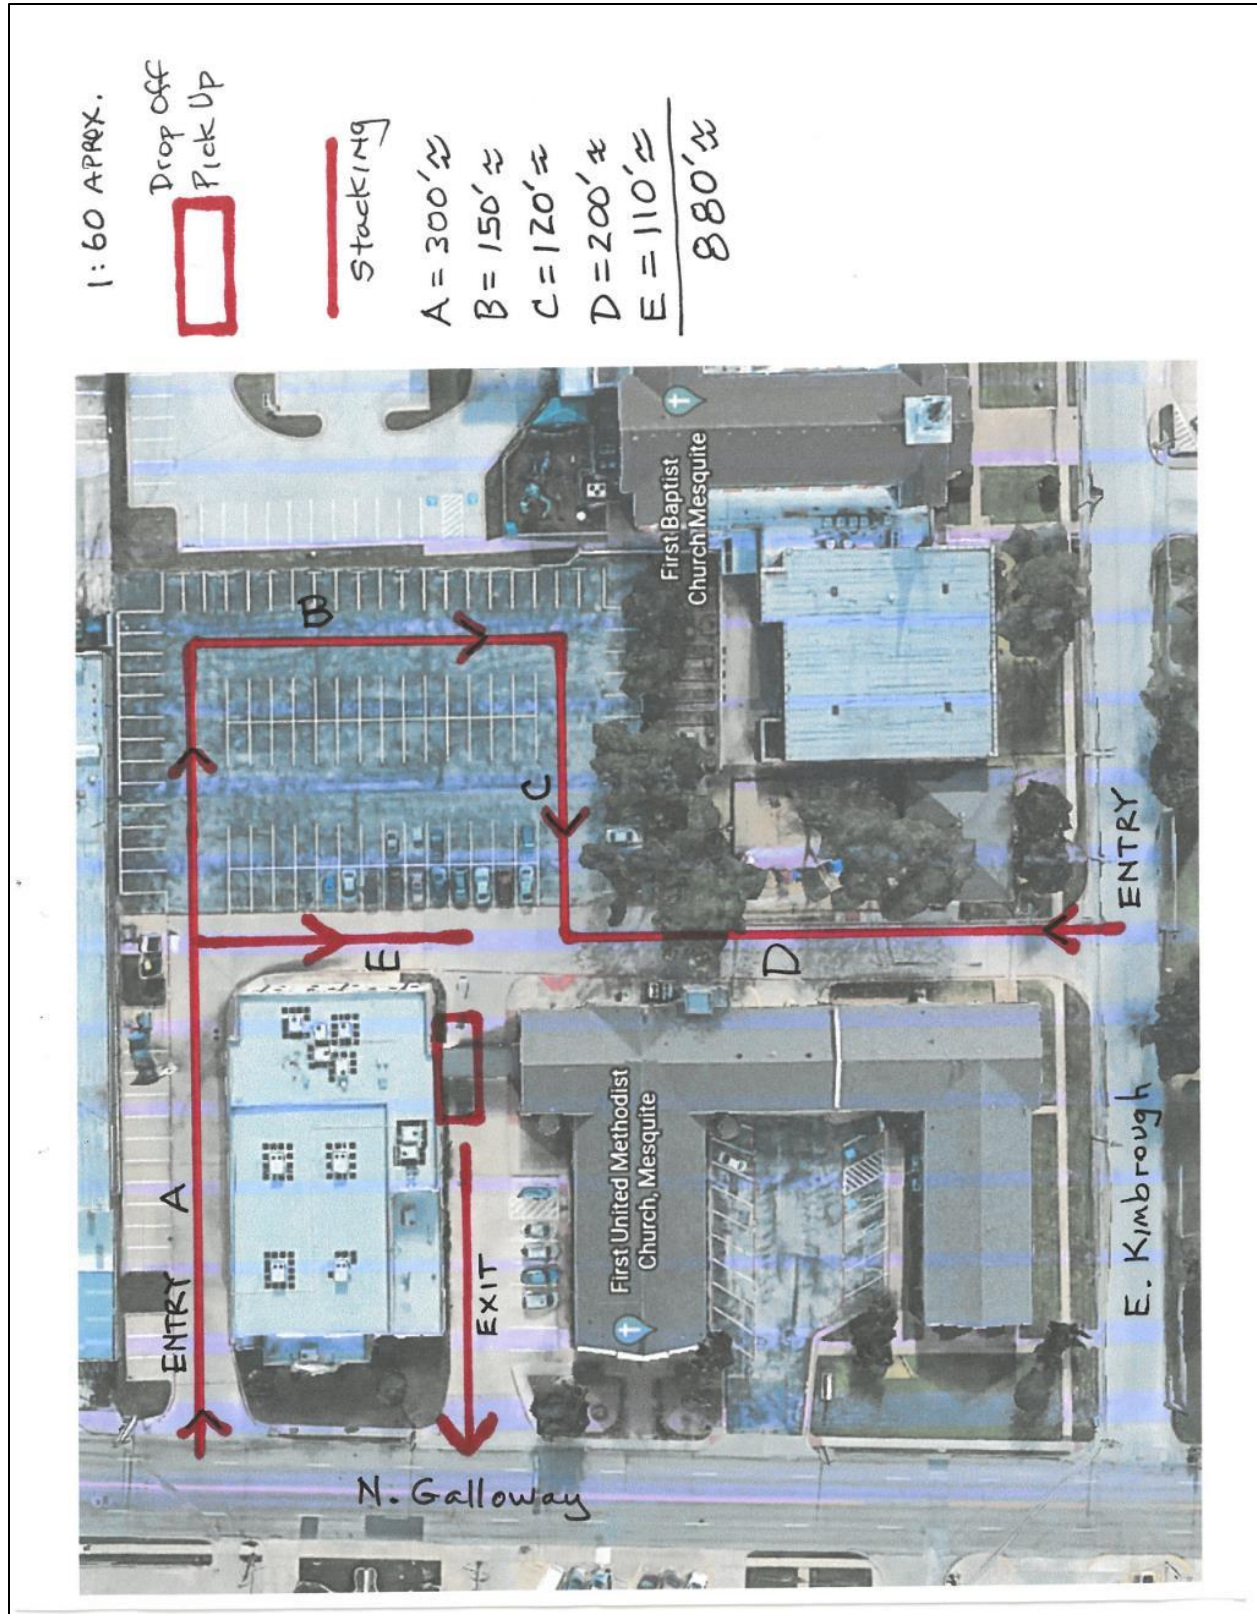 1:60 APPROX.
Drop off
Pick Up
Stacking
A = 300' ≈
B = 150' ≈
C = 120' ≈
D = 200' ≈
E = 110' ≈
880' ≈
B
C
A
E
D
ENTRY
ENTRY
EXIT
First Baptist
Church Mesquite
First United Methodist
Church, Mesquite
E. Kimbrough
N. Galloway